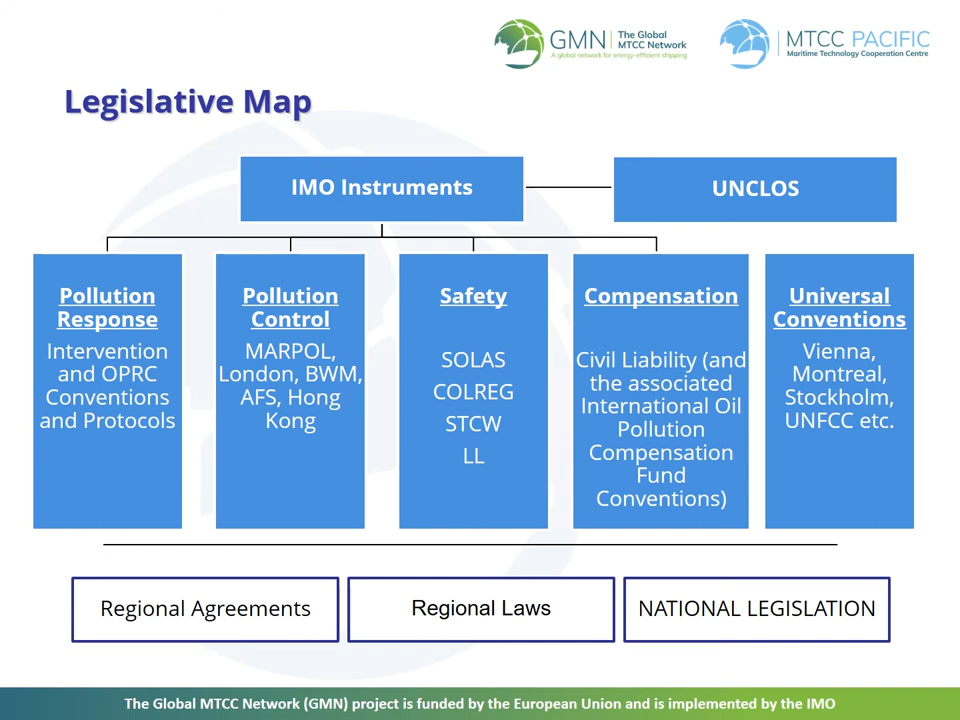 GMN
The Global
MTCC Network
A global network for energy-efficient shipping
MTCC PACIFIC
Maritime Technology Cooperation Centre
Legislative Map
IMO Instruments
UNCLOS
Pollution
Response
Intervention
and OPRC
Conventions
and Protocols
Pollution
Control
MARPOL,
London, BWM,
AFS, Hong
Kong
Safety
SOLAS
COLREG
STCW
LL
Compensation
Civil Liability (and
the associated
International Oil
Pollution
Compensation
Fund
Conventions)
Universal
Conventions
Vienna,
Montreal,
Stockholm,
UNFCC etc.
Regional Agreements
Regional Laws
NATIONAL LEGISLATION
The Global MTCC Network (GMN) project is funded by the European Union and is implemented by the IMO